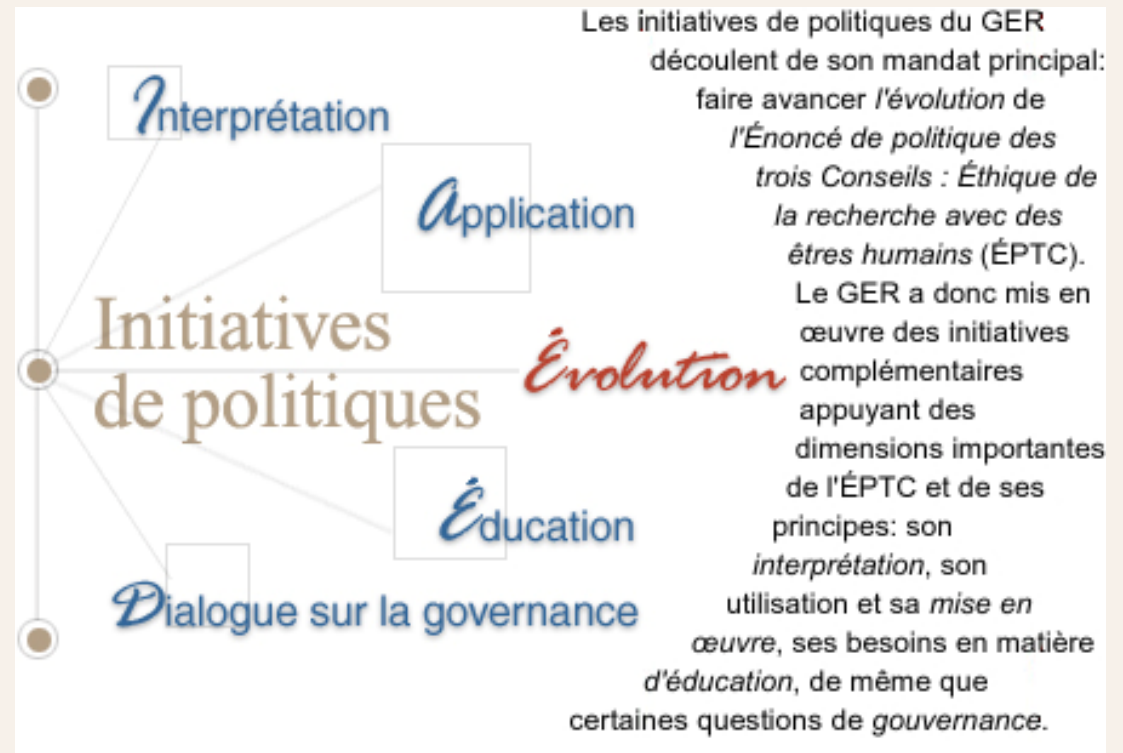 Interprétation
Application
Initiatives
de politiques
Évolution
Éducation
Dialogue sur la governance
Les initiatives de politiques du GER
découlent de son mandat principal:
faire avancer l'évolution de
l'Énoncé de politique des
trois Conseils : Éthique de
la recherche avec des
êtres humains (ÉPTC).
Le GER a donc mis en
œuvre des initiatives
complémentaires
appuyant des
dimensions importantes
de l'ÉPTC et de ses
principes: son
interprétation, son
utilisation et sa mise en
œuvre, ses besoins en matière
d'éducation, de même que
certaines questions de gouvernance.